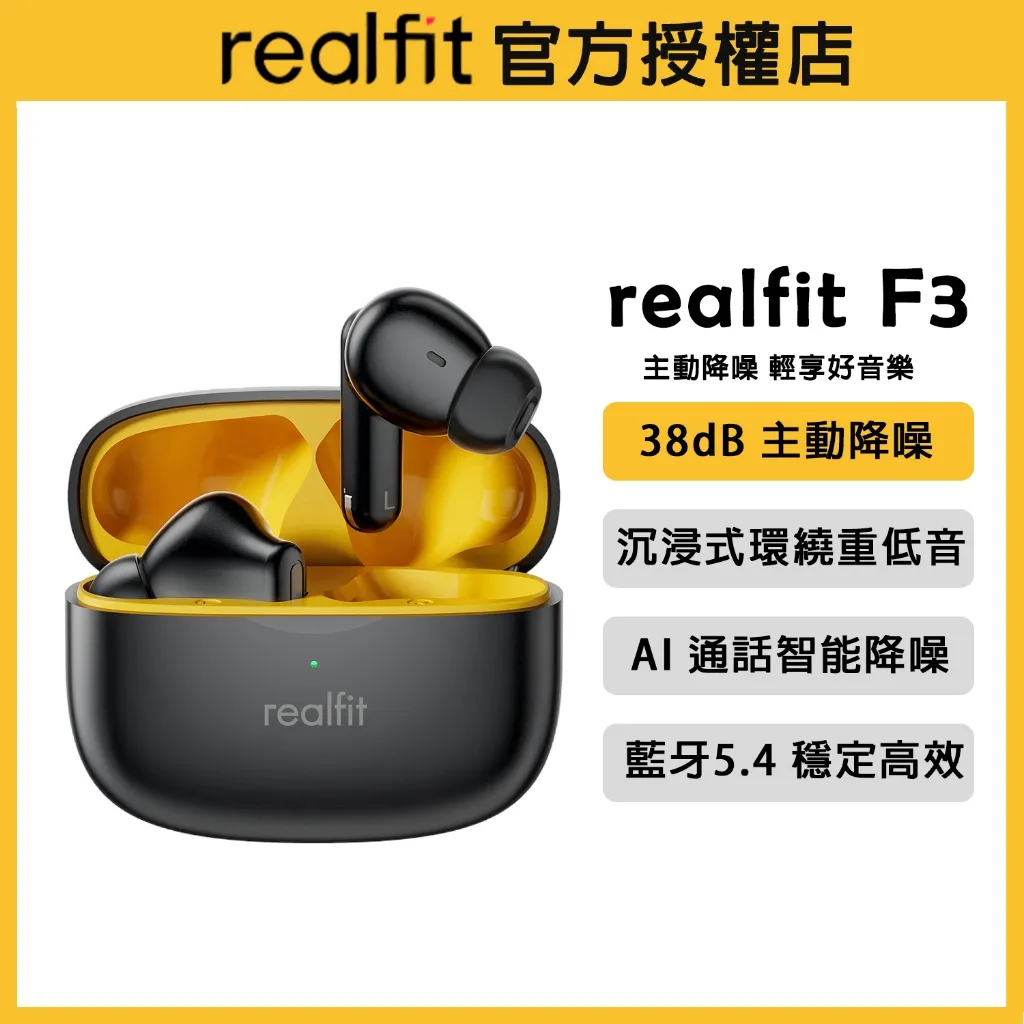 realfit 官方授權店
realfit F3
主動降噪 輕享好音樂
38dB 主動降噪
沉浸式環繞重低音
AI 通話智能降噪
藍牙5.4 穩定高效
L
realfit